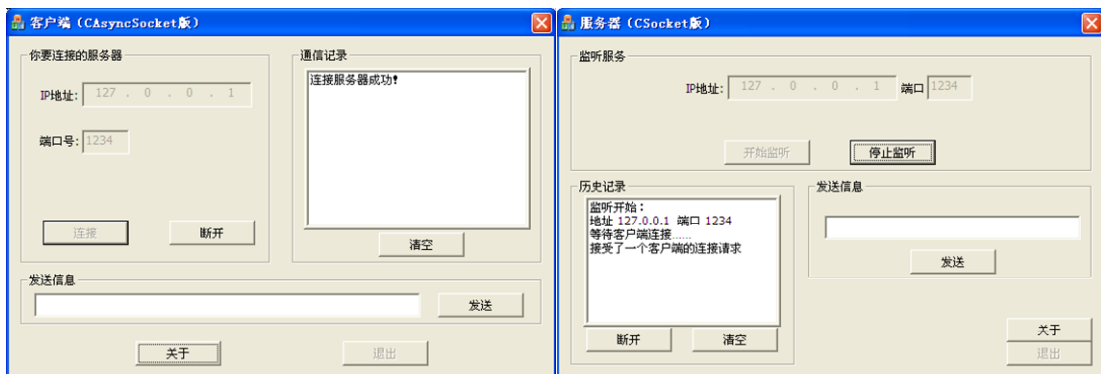 客户端（CAsyncSocket版）
你要连接的服务器
IP地址: 127 . 0 . 0 . 1
端口号: 1234
连接
断开
通信记录
连接服务器成功!
清空
发送信息
发送
关于
退出
服务器（CSocket版）
监听服务
IP地址: 127 . 0 . 0 . 1 端口 1234
开始监听
停止监听
历史记录
监听开始：
地址 127.0.0.1 端口 1234
等待客户端连接......
接受了一个客户端的连接请求
断开
清空
发送信息
发送
关于
退出